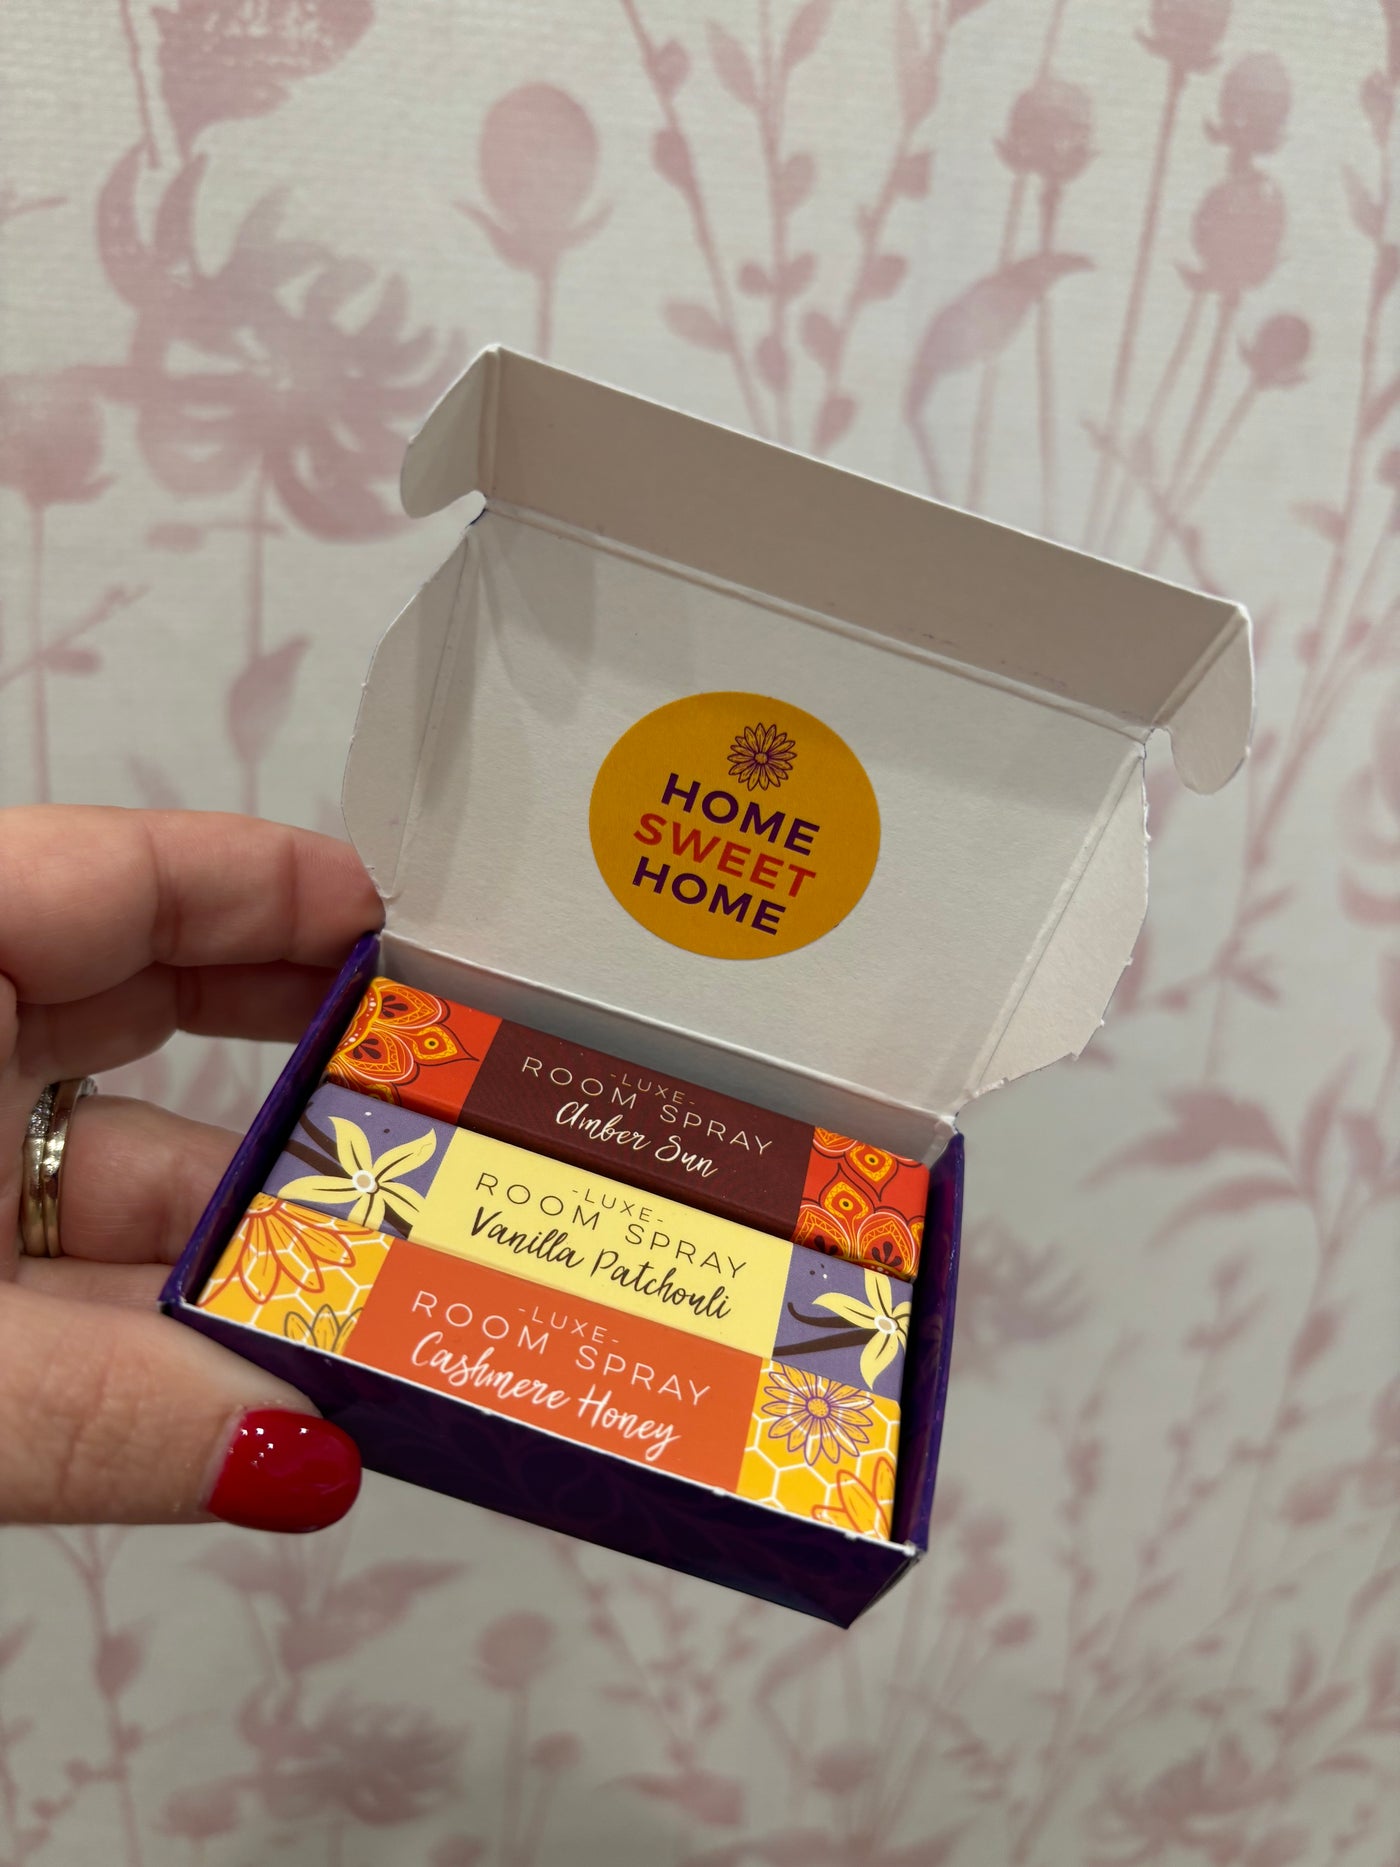 HOME
SWEET
HOME
-LUXE-
ROOM SPRAY
Amber Sun
-LUXE-
ROOM SPRAY
Vanilla Patchouli
-LUXE-
ROOM SPRAY
Cashmere Honey